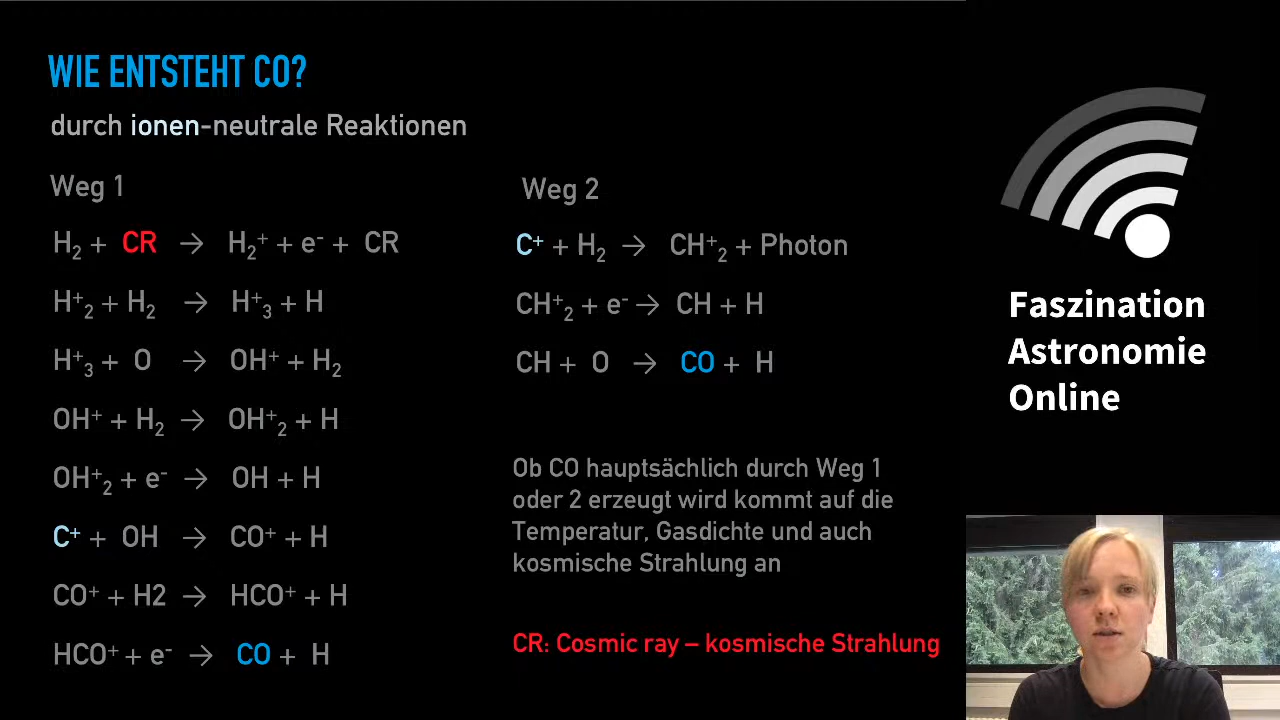 WIE ENTSTEHT CO?
durch ionen-neutrale Reaktionen
Weg 1
H₂ + CR → H₂⁺ + e⁻ + CR
H⁺₂ + H₂ → H⁺₃ + H
H⁺₃ + O → OH⁺ + H₂
OH⁺ + H₂ → OH⁺₂ + H
OH⁺₂ + e⁻ → OH + H
C⁺ + OH → CO⁺ + H
CO⁺ + H2 → HCO⁺ + H
HCO⁺ + e⁻ → CO + H
Weg 2
C⁺ + H₂ → CH⁺₂ + Photon
CH⁺₂ + e⁻ → CH + H
CH + O → CO + H
Ob CO hauptsächlich durch Weg 1
oder 2 erzeugt wird kommt auf die
Temperatur, Gasdichte und auch
kosmische Strahlung an
CR: Cosmic ray – kosmische Strahlung
Faszination
Astronomie
Online